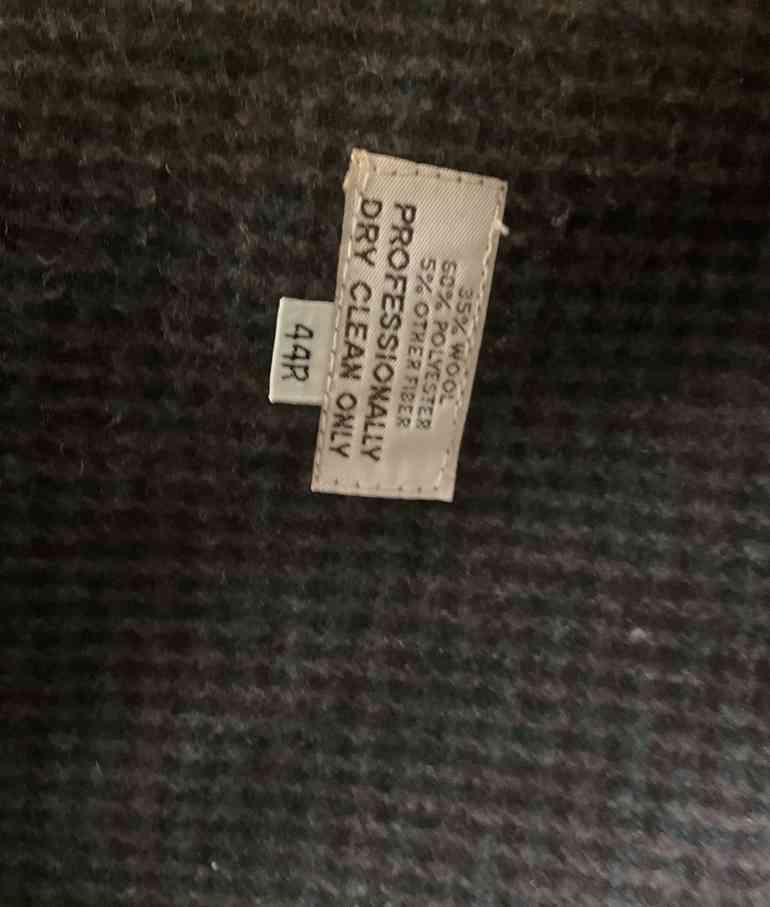 35% WOOL
60% POLYESTER
5% OTHER FIBER
PROFESSIONALLY
DRY CLEAN ONLY
44R